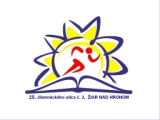 ZŠ, Jilemnického ulica č. 2, ŽIAR NAD HRONOM